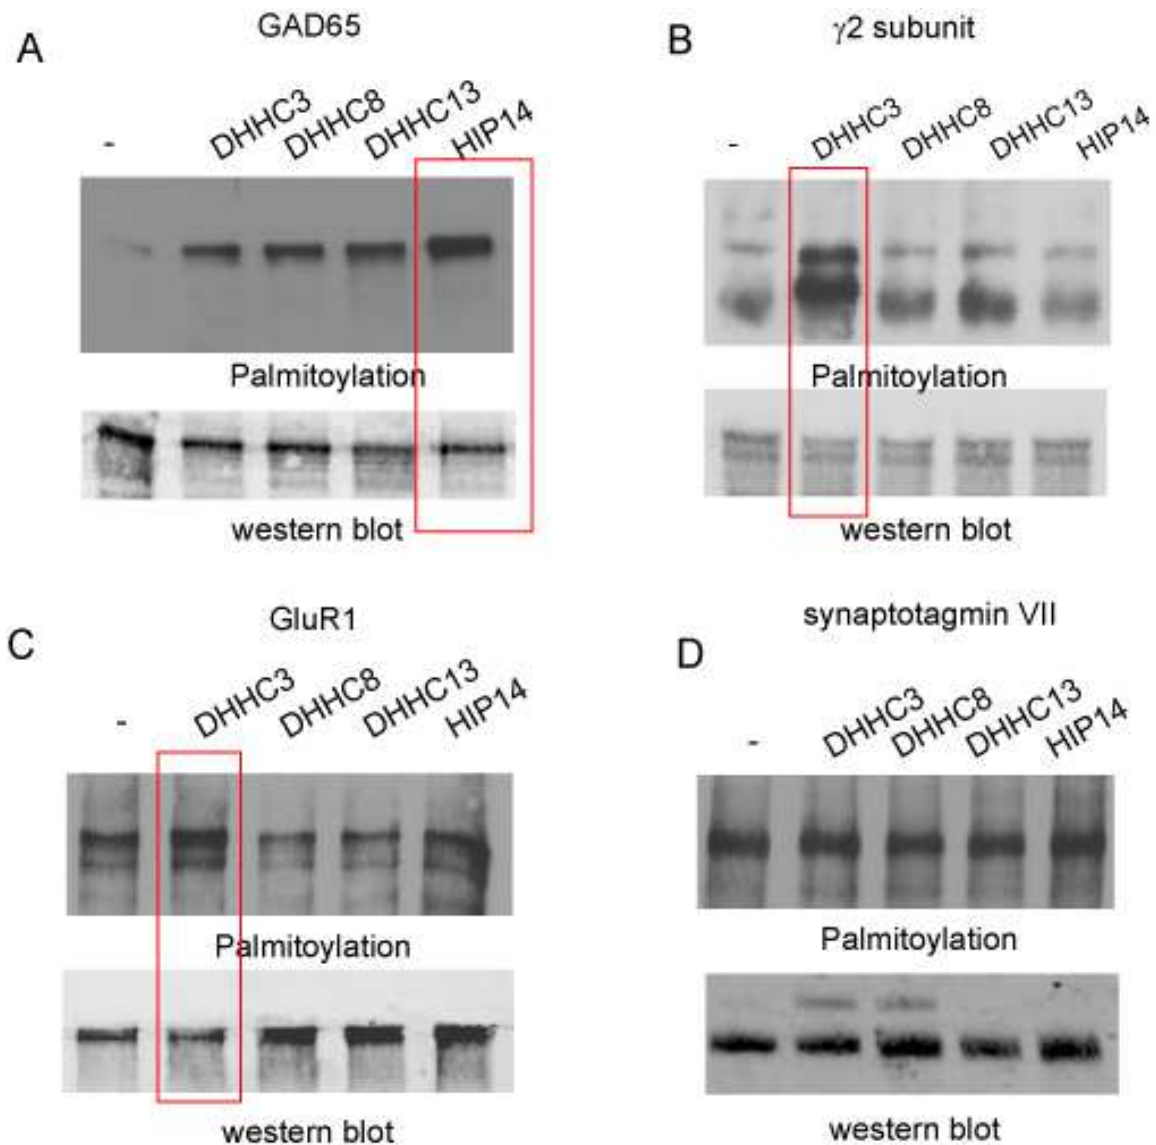 A
GAD65
- DHHC3 DHHC8 DHHC13 HIP14
Palmitoylation
western blot
B
γ2 subunit
- DHHC3 DHHC8 DHHC13 HIP14
Palmitoylation
western blot
C
GluR1
- DHHC3 DHHC8 DHHC13 HIP14
Palmitoylation
western blot
D
synaptotagmin VII
- DHHC3 DHHC8 DHHC13 HIP14
Palmitoylation
western blot